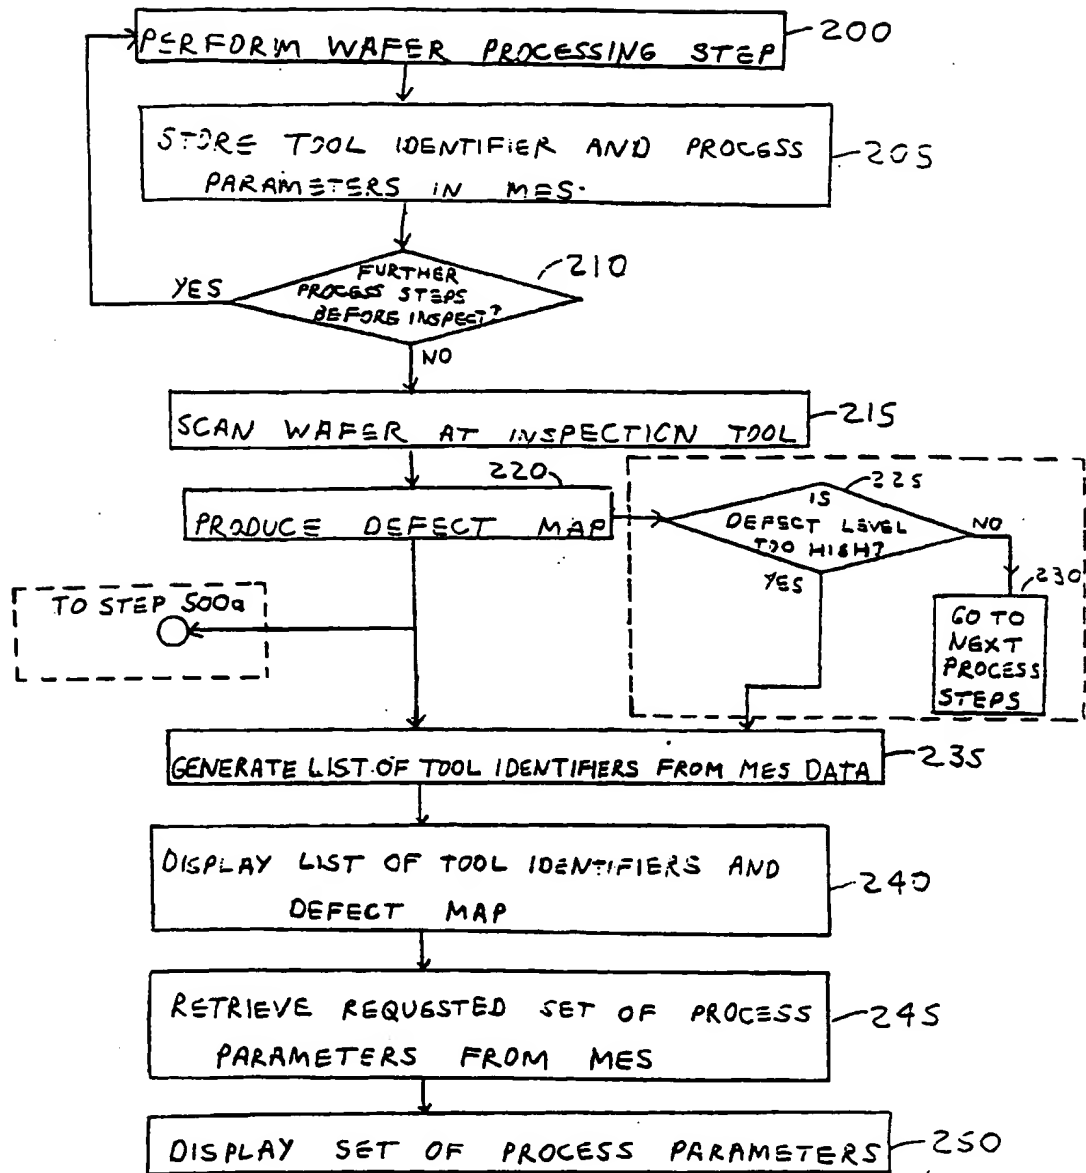 PERFORM WAFER PROCESSING STEP
200
STORE TOOL IDENTIFIER AND PROCESS
PARAMETERS IN MES.
205
FURTHER
PROCESS STEPS
BEFORE INSPECT?
210
YES
NO
SCAN WAFER AT INSPECTION TOOL
215
220
PRODUCE DEFECT MAP
IS
DEFECT LEVEL
TOO HIGH?
225
NO
YES
230
GO TO
NEXT
PROCESS
STEPS
TO STEP 500a
GENERATE LIST OF TOOL IDENTIFIERS FROM MES DATA
235
DISPLAY LIST OF TOOL IDENTIFIERS AND
DEFECT MAP
240
RETRIEVE REQUESTED SET OF PROCESS
PARAMETERS FROM MES
245
DISPLAY SET OF PROCESS PARAMETERS
250